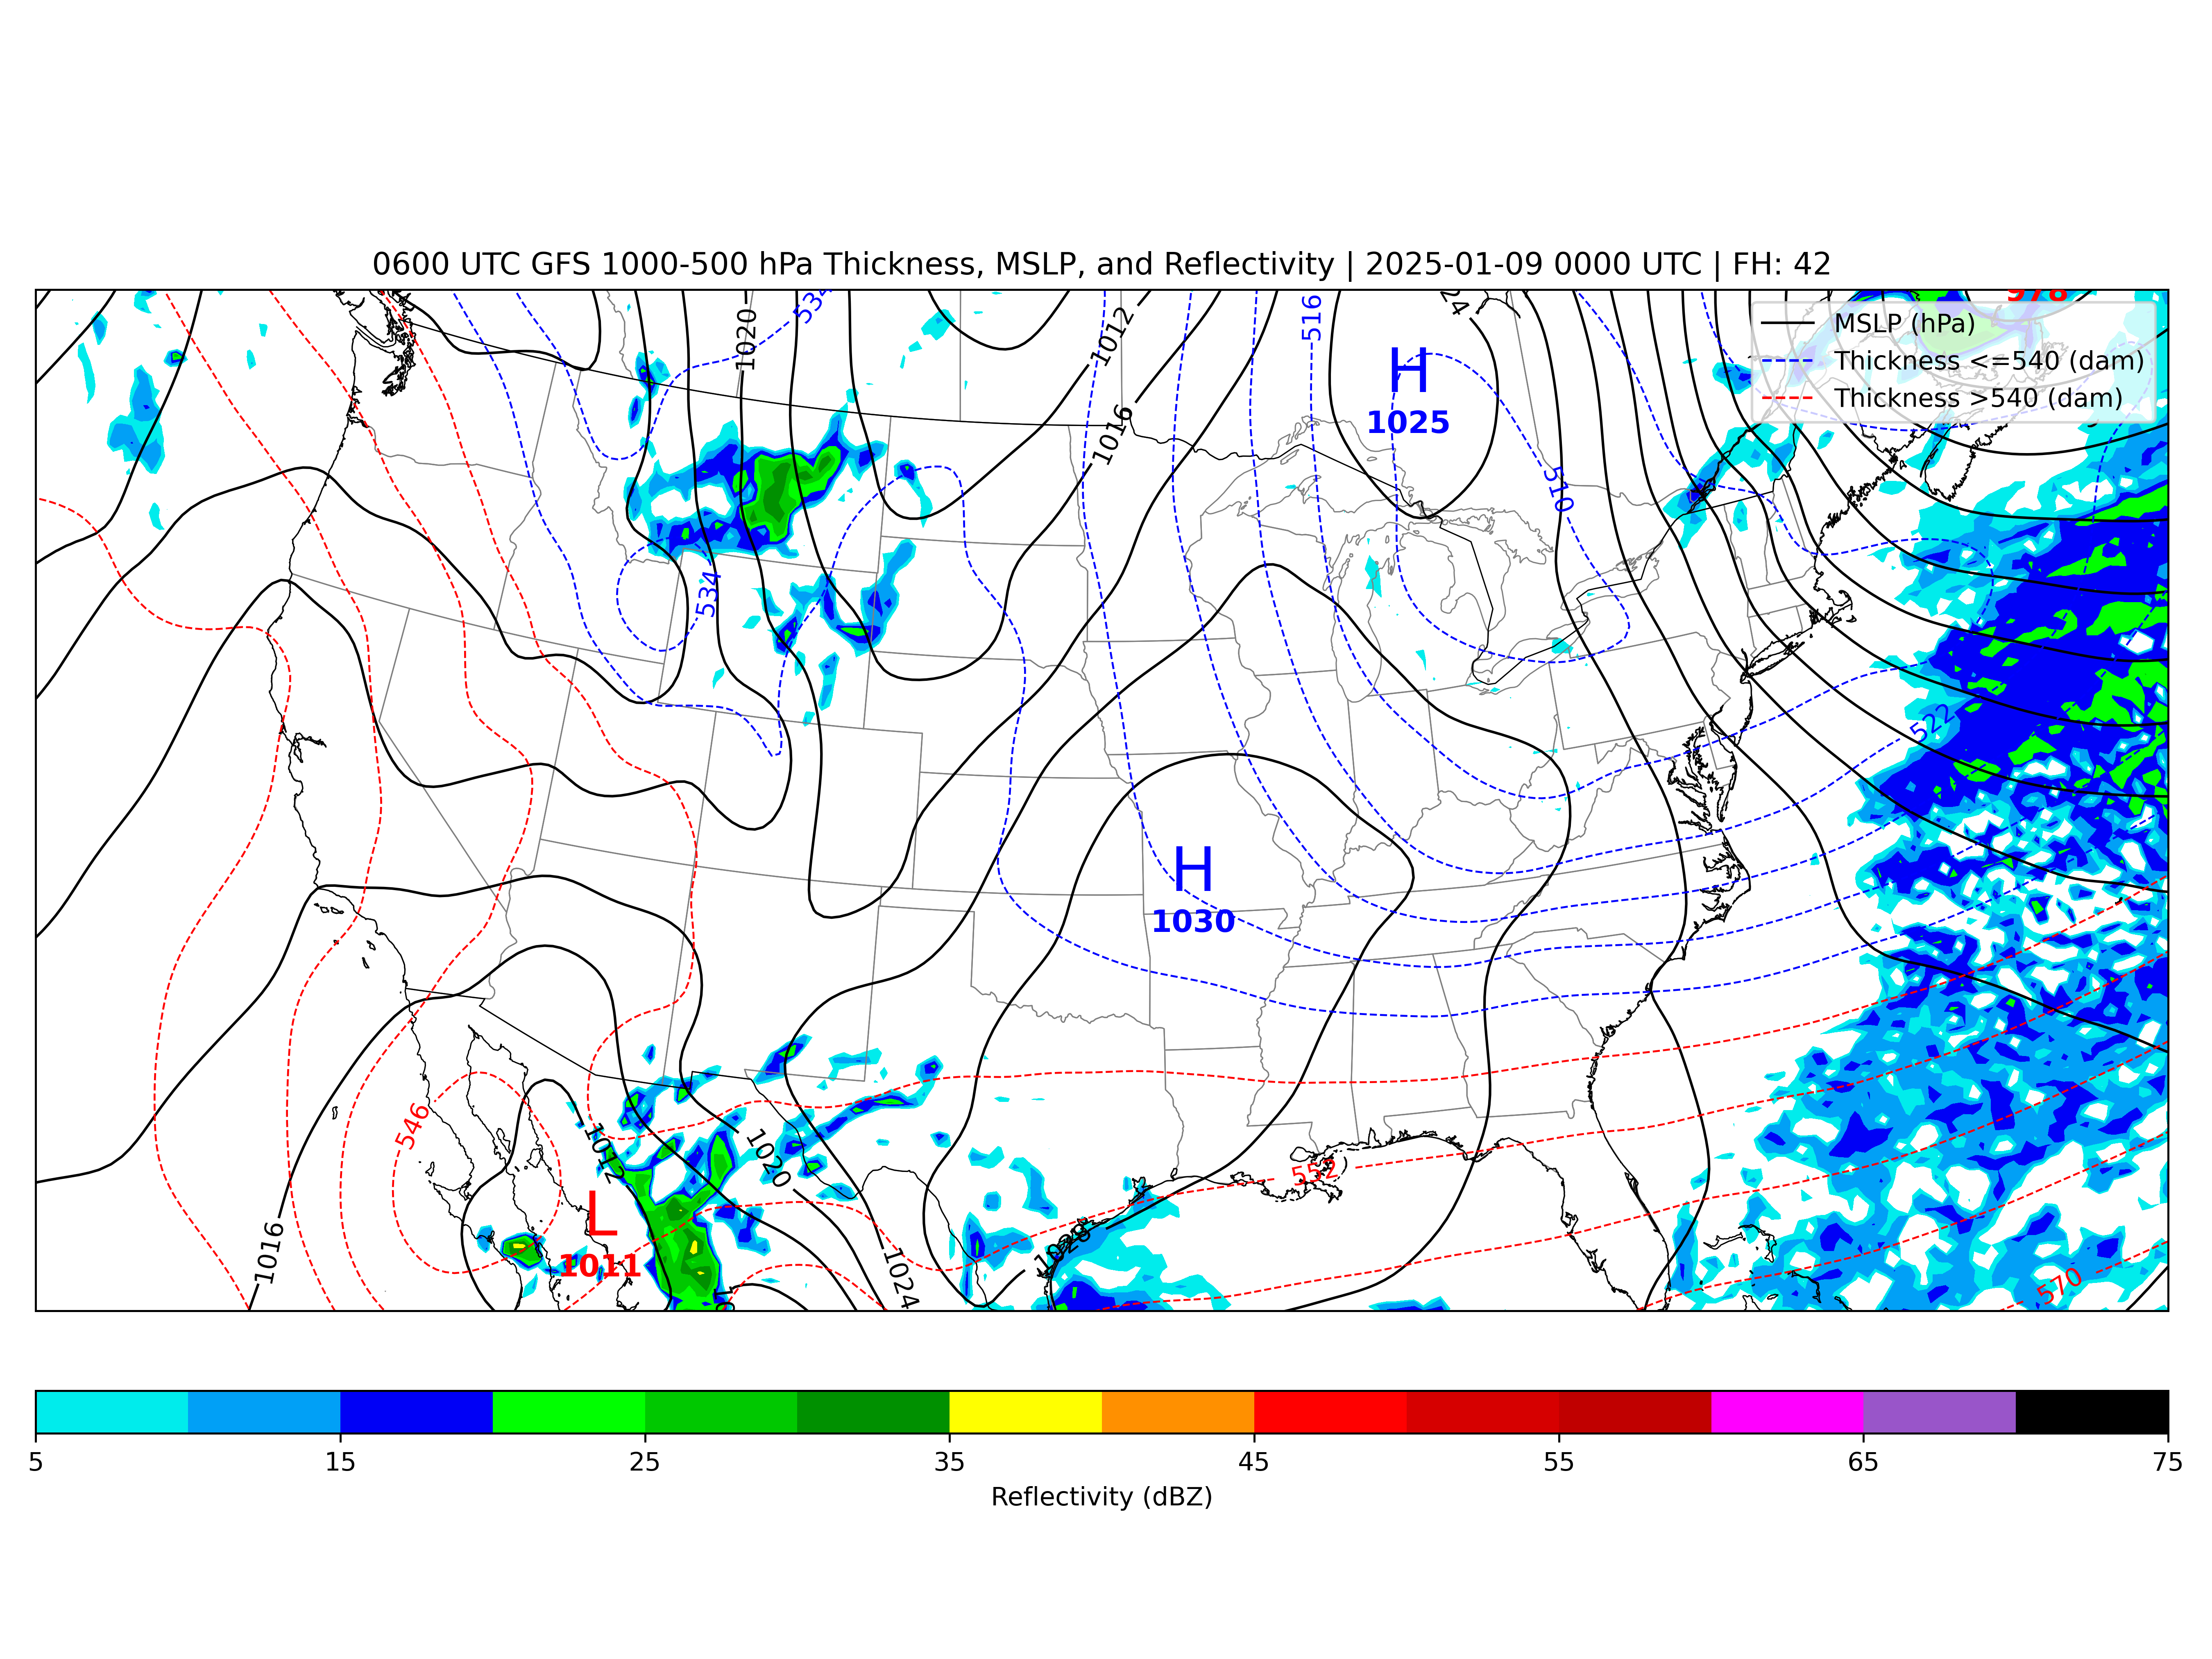 0600 UTC GFS 1000-500 hPa Thickness, MSLP, and Reflectivity | 2025-01-09 0000 UTC | FH: 42
978
MSLP (hPa)
Thickness <=540 (dam)
Thickness >540 (dam)
534
1020
1012
516
24
H
1025
1016
510
534
522
H
1030
546
1012
1020
552
L
1011
1016
1024
1020
570
5 15 25 35 45 55 65 75
Reflectivity (dBZ)